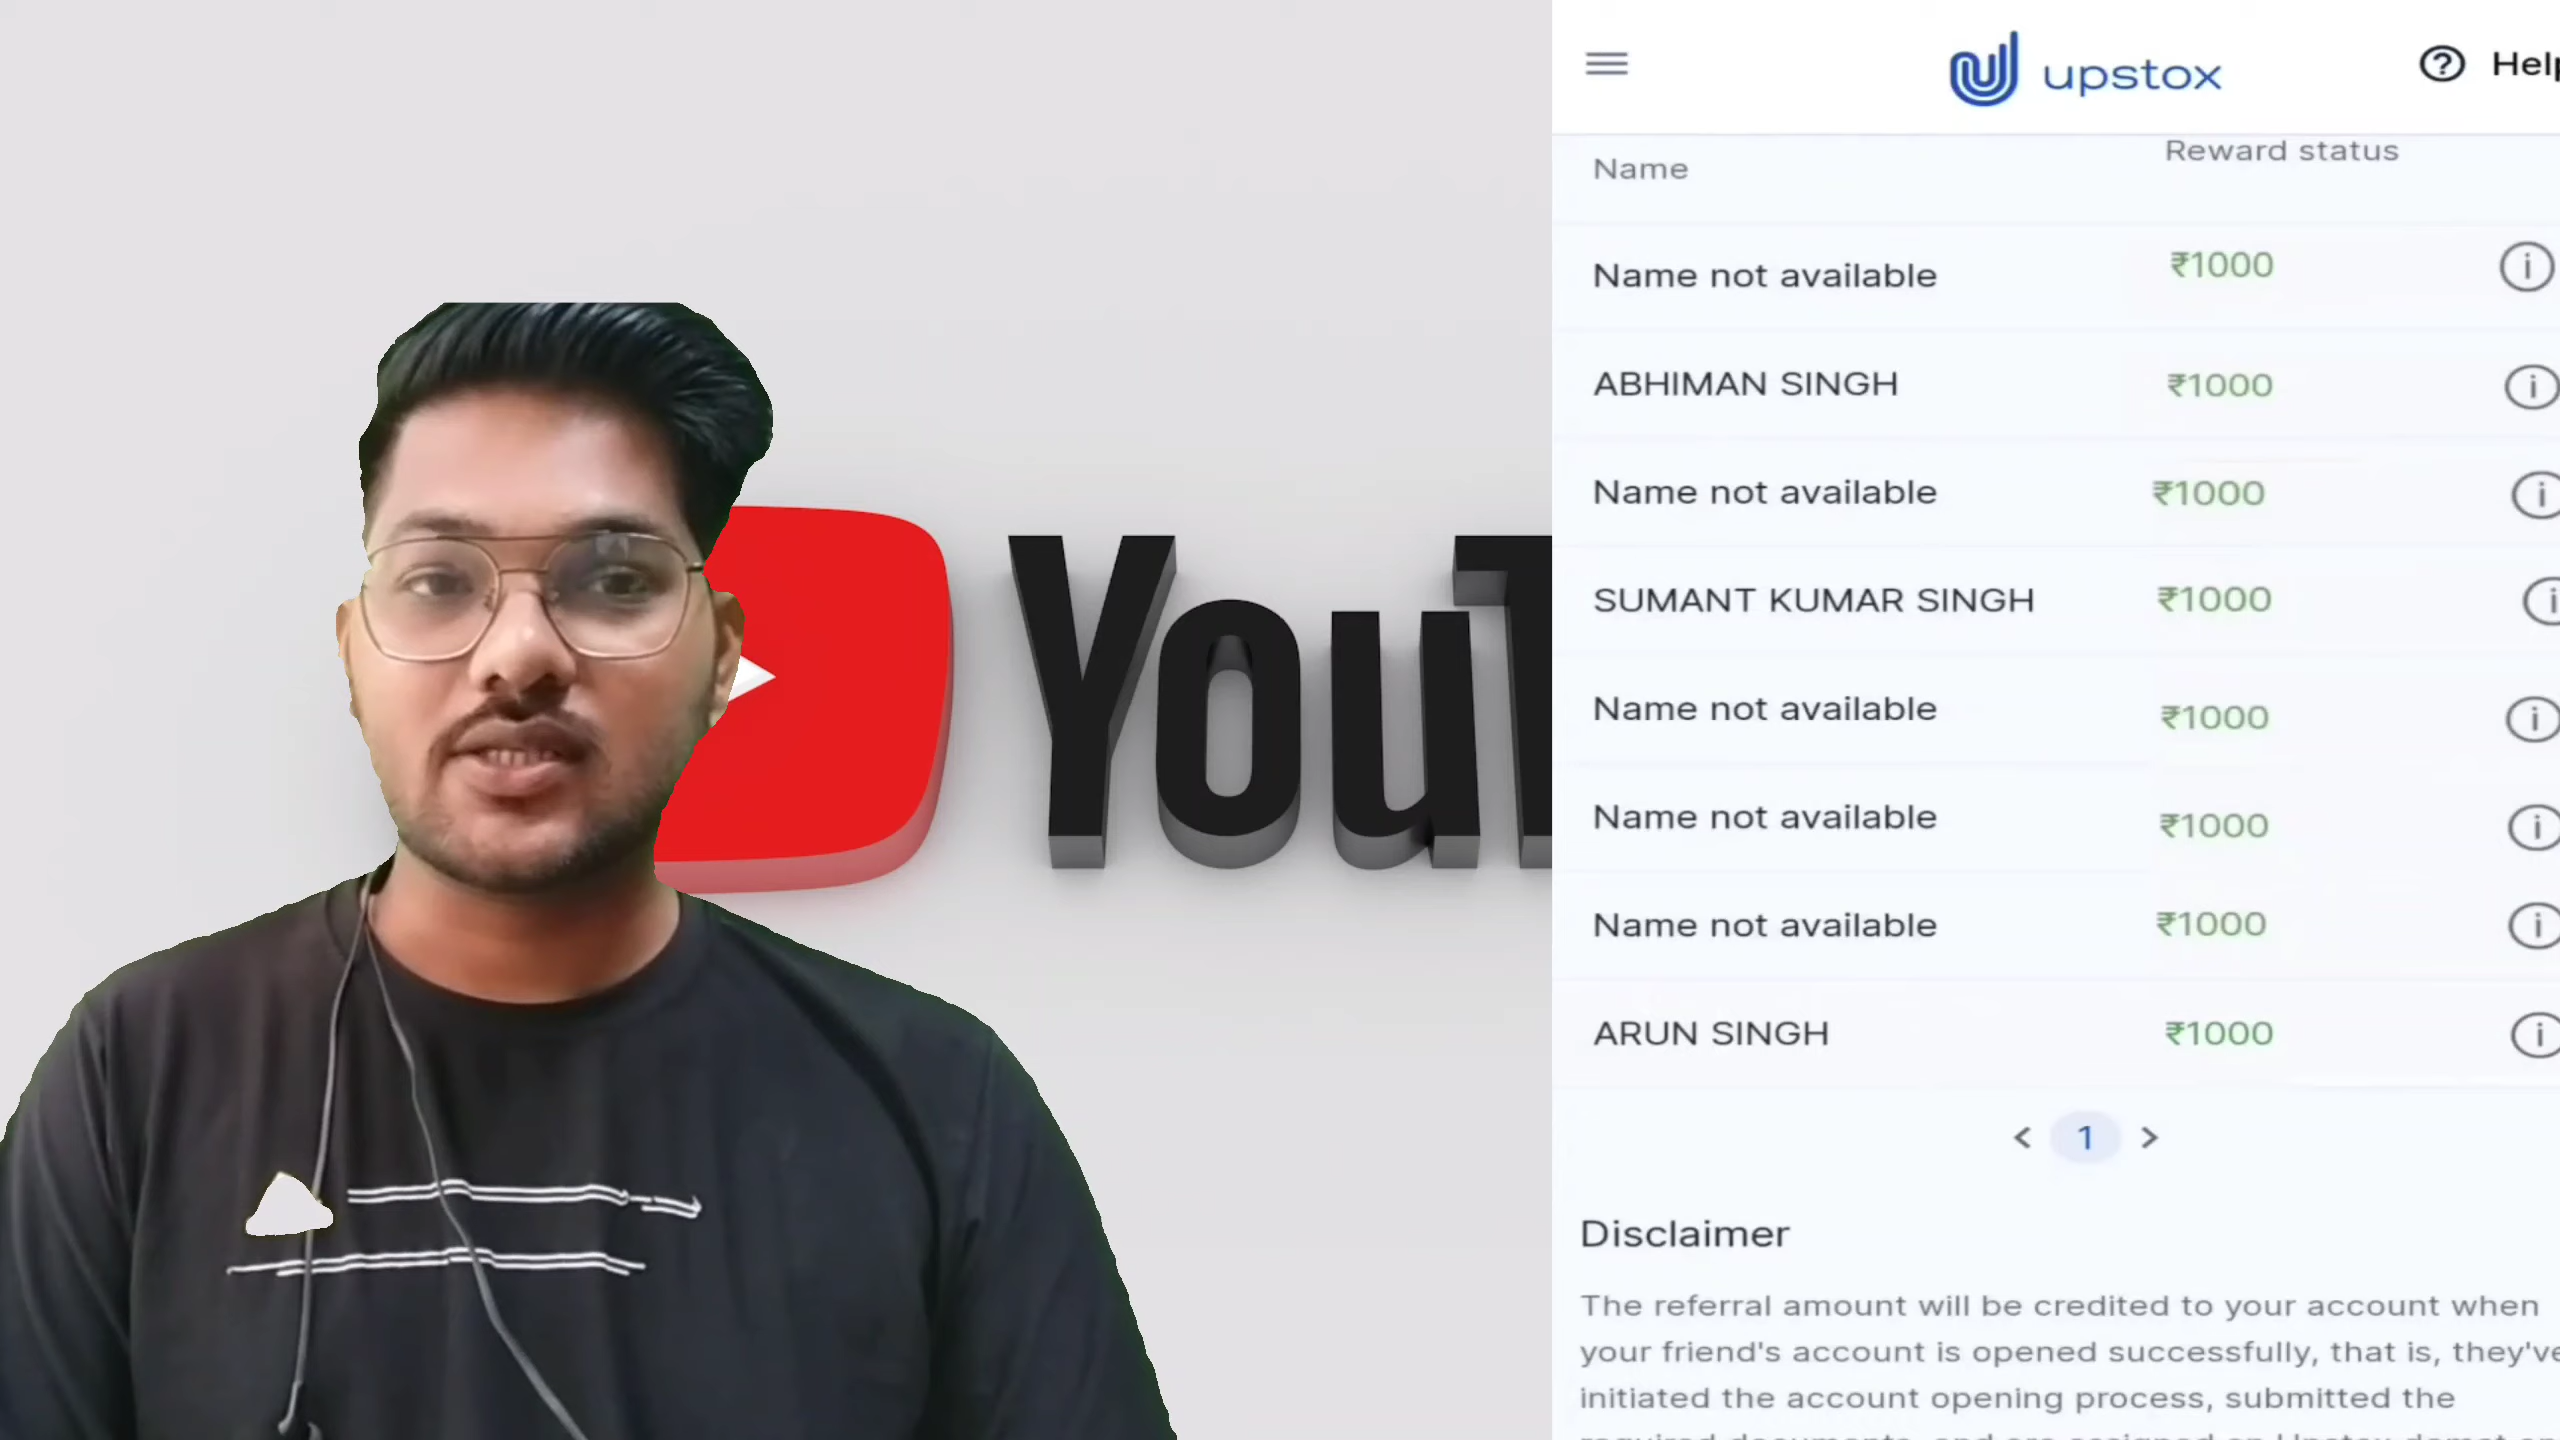 YouT
upstox
Help
Name
Reward status
Name not available
₹1000
ABHIMAN SINGH
₹1000
Name not available
₹1000
SUMANT KUMAR SINGH
₹1000
Name not available
₹1000
Name not available
₹1000
Name not available
₹1000
ARUN SINGH
₹1000
< 1 >
Disclaimer
The referral amount will be credited to your account when
your friend's account is opened successfully, that is, they've
initiated the account opening process, submitted the